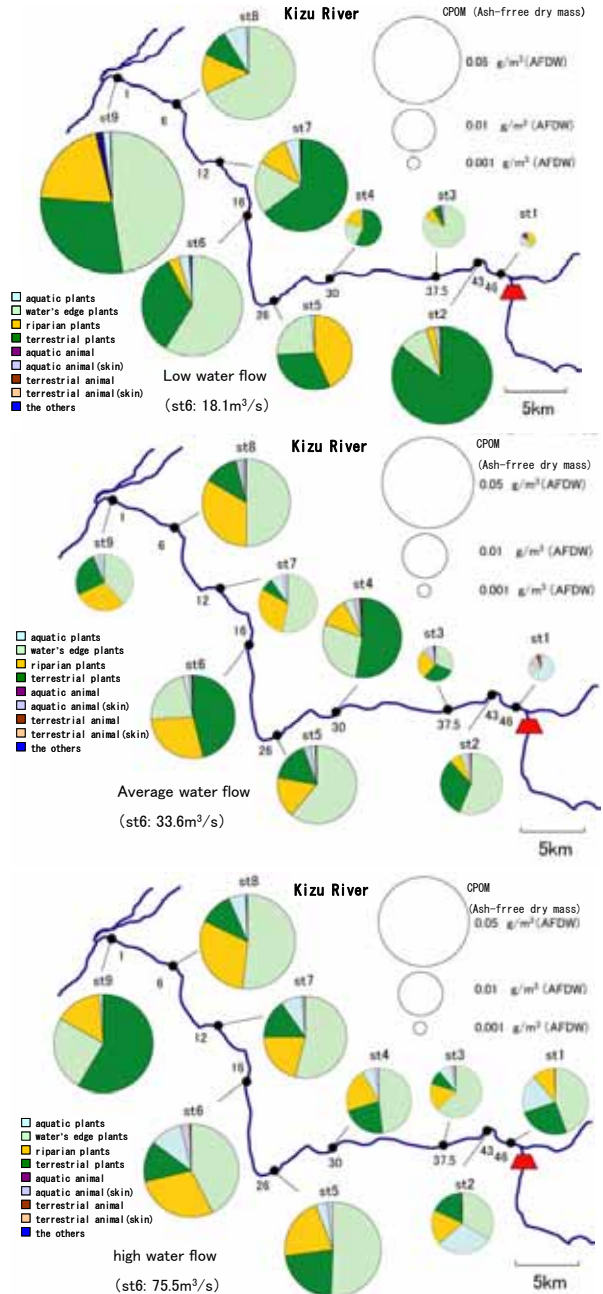 Kizu River
CPOM (Ash-frree dry mass)
0.05 g/m³(AFDW)
0.01 g/m³(AFDW)
0.001 g/m³(AFDW)
st8
1
6
st9
st7
12
16
st4
st3
st1
st6
26
30
37.5
43
46
st5
st2
aquatic plants
water's edge plants
riparian plants
terrestrial plants
aquatic animal
aquatic animal(skin)
terrestrial animal
terrestrial animal(skin)
the others
Low water flow
(st6: 18.1m³/s)
5km
Kizu River
CPOM
(Ash-frree dry mass)
0.05 g/m³(AFDW)
0.01 g/m³(AFDW)
0.001 g/m³(AFDW)
st8
1
6
st9
st7
12
st4
16
st3
st1
st6
26
30
37.5
43
46
st5
st2
aquatic plants
water's edge plants
riparian plants
terrestrial plants
aquatic animal
aquatic animal(skin)
terrestrial animal
terrestrial animal(skin)
the others
Average water flow
(st6: 33.6m³/s)
5km
Kizu River
CPOM
(Ash-frree dry mass)
0.05 g/m³(AFDW)
0.01 g/m³(AFDW)
0.001 g/m³(AFDW)
st8
1
6
st9
st7
12
16
st4
st3
st1
st6
26
30
37.5
43
46
st5
st2
aquatic plants
water's edge plants
riparian plants
terrestrial plants
aquatic animal
aquatic animal(skin)
terrestrial animal
terrestrial animal(skin)
the others
high water flow
(st6: 75.5m³/s)
5km